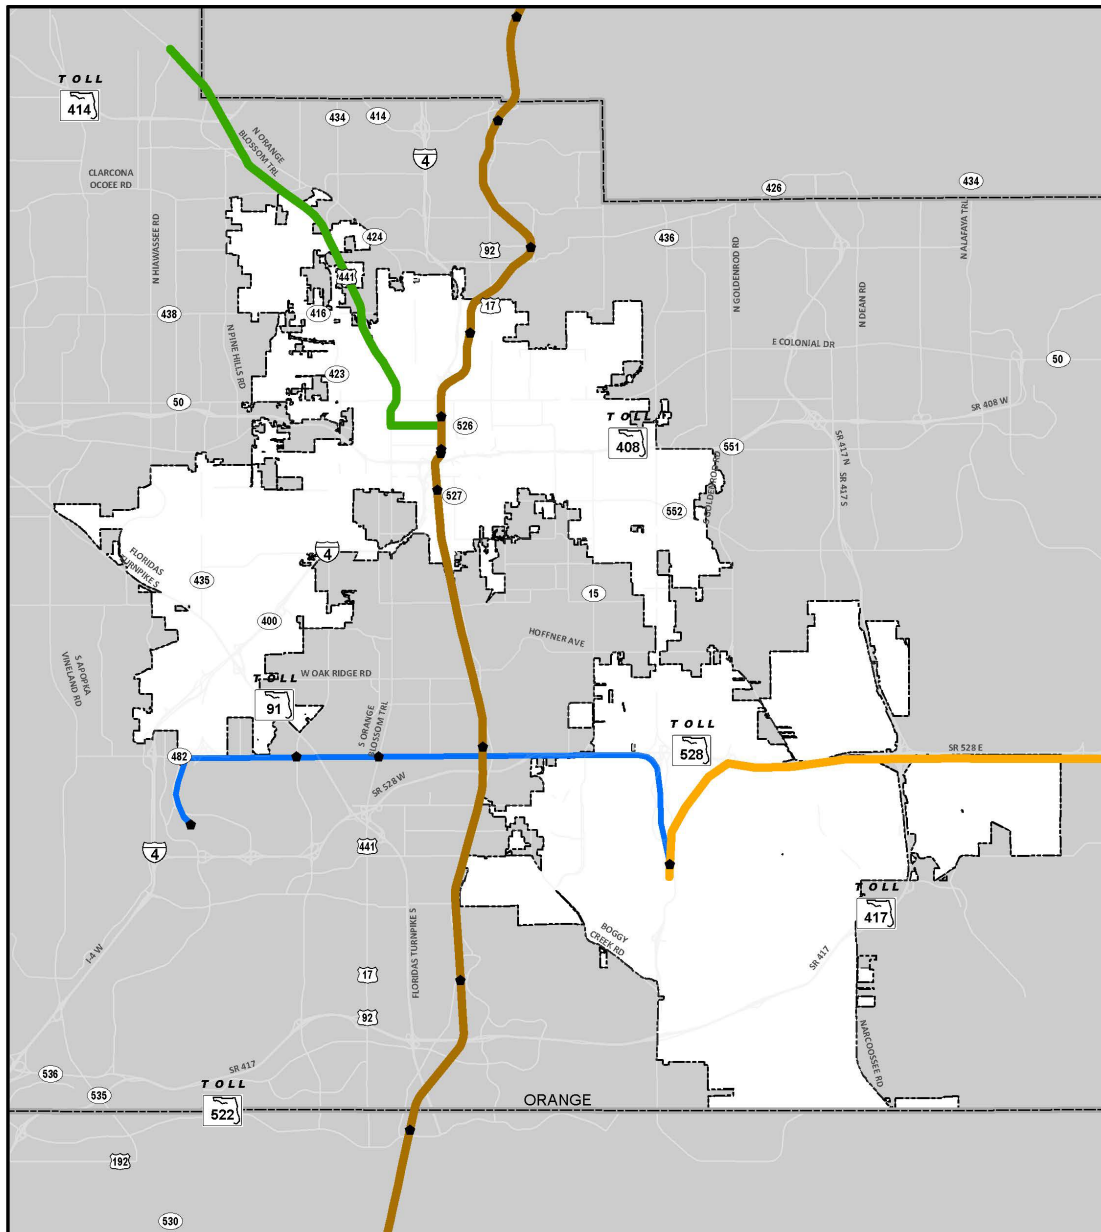 TOLL
414
434
414
N ORANGE
BLOSSOM TRL
4
CLARCONA
OCOEE RD
426
434
N HIAWASSEE RD
424
92
436
N GOLDENROD RD
N ALAFAYA TRL
441
N DEAN RD
438
416
17
N PINE HILLS RD
E COLONIAL DR
50
423
50
SR 408 W
526
TOLL
408
551
SR 417 N
SR 417 S
S GOLDENROD RD
527
552
FLORIDAS
TURNPIKE S
4
435
15
400
HOFFNER AVE
S APOPKA
VINELAND RD
W OAK RIDGE RD
TOLL
91
S ORANGE
BLOSSOM TRL
TOLL
528
SR 528 E
482
SR 528 W
441
4
TOLL
417
FLORIDAS TURNPIKE S
BOGGY
CREEK RD
I-4 W
SR 417
17
92
NARCOOSSEE RD
536
SR 417
535
TOLL
522
ORANGE
192
530